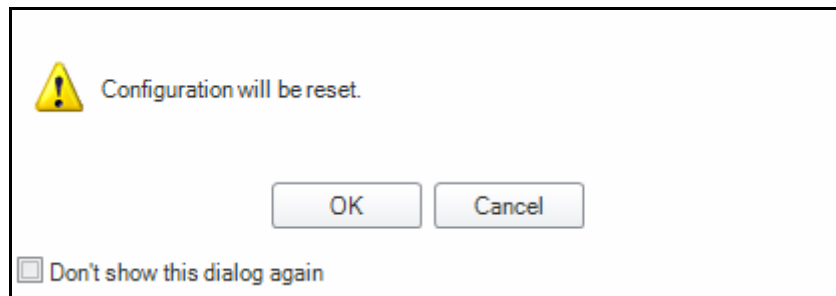 Configuration will be reset.
OK Cancel
Don't show this dialog again